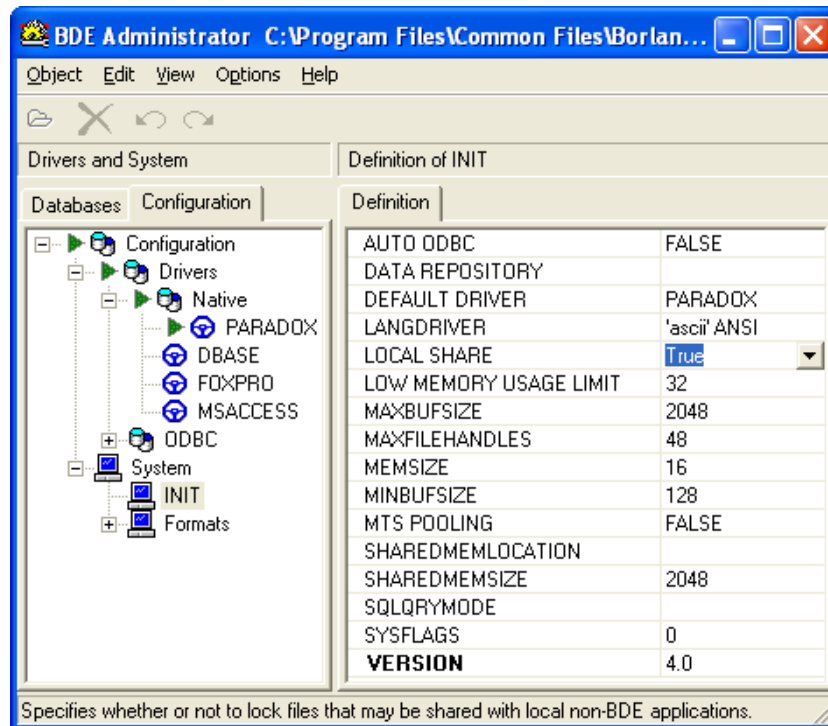 BDE Administrator C:\Program Files\Common Files\Borlan...
Object Edit View Options Help
Drivers and System
Definition of INIT
Databases Configuration
Definition
Configuration
Drivers
Native
PARADOX
DBASE
FOXPRO
MSACCESS
ODBC
System
INIT
Formats
AUTO ODBC FALSE
DATA REPOSITORY
DEFAULT DRIVER PARADOX
LANGDRIVER 'ascii' ANSI
LOCAL SHARE True
LOW MEMORY USAGE LIMIT 32
MAXBUFSIZE 2048
MAXFILEHANDLES 48
MEMSIZE 16
MINBUFSIZE 128
MTS POOLING FALSE
SHAREDMEMLOCATION
SHAREDMEMSIZE 2048
SQLQRYMODE
SYSFLAGS 0
VERSION 4.0
Specifies whether or not to lock files that may be shared with local non-BDE applications.